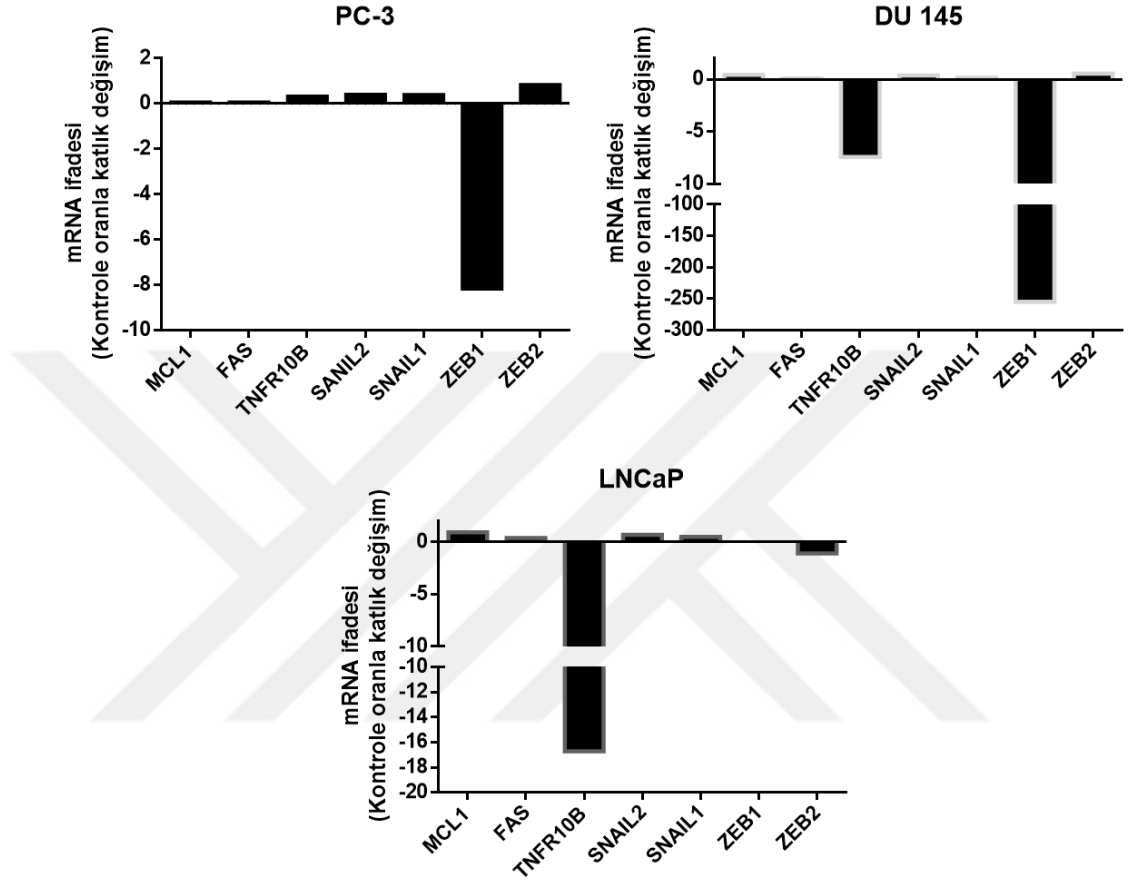 PC-3
mRNA ifadesi
(Kontrole oranla katlık değişim)
2
0
-2
-4
-6
-8
-10
MCL1
FAS
TNFR10B
SANIL2
SNAIL1
ZEB1
ZEB2
DU 145
mRNA ifadesi
(Kontrole oranla katlık değişim)
0
-5
-10
-100
-150
-200
-250
-300
MCL1
FAS
TNFR10B
SNAIL2
SNAIL1
ZEB1
ZEB2
LNCaP
mRNA ifadesi
(Kontrole oranla katlık değişim)
0
-5
-10
-10
-12
-14
-16
-18
-20
MCL1
FAS
TNFR10B
SNAIL2
SNAIL1
ZEB1
ZEB2